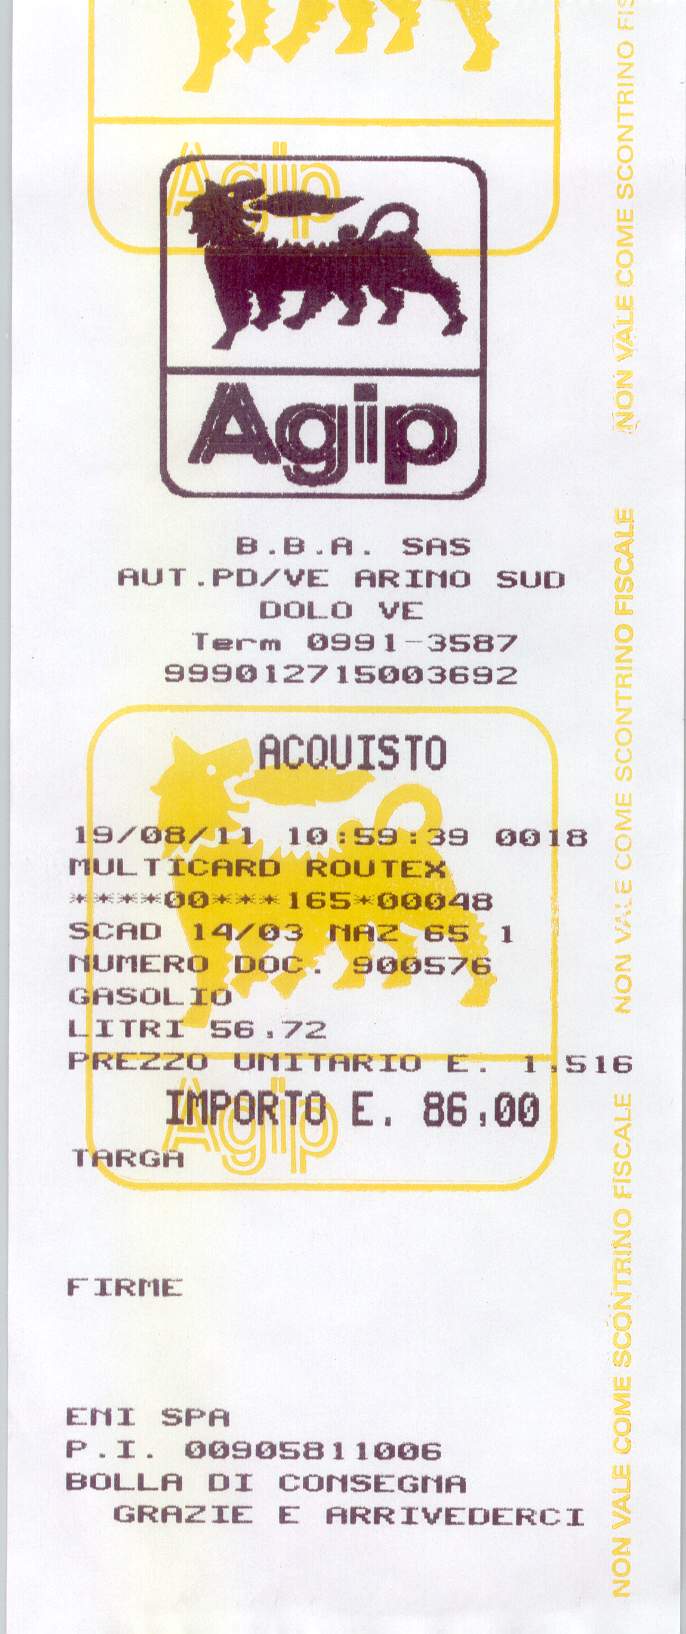 Agip
Agip
B.B.A. SAS
AUT.PD/VE ARINO SUD
DOLO VE
Term 0991-3587
999012715003692
ACQUISTO
19/08/11 10:59:39 0018
MULTICARD ROUTEX
****00***165*00048
SCAD 14/03 NAZ 65 1
NUMERO DOC. 900576
GASOLIO
LITRI 56,72
PREZZO UNITARIO E. 1,516
IMPORTO E. 86,00
Agip
TARGA
FIRME
ENI SPA
P.I. 00905811006
BOLLA DI CONSEGNA
GRAZIE E ARRIVEDERCI
NON VALE COME SCONTRINO FIS
NON VALE COME SCONTRINO FISCALE
NON VALE COME SCONTRINO FISCALE